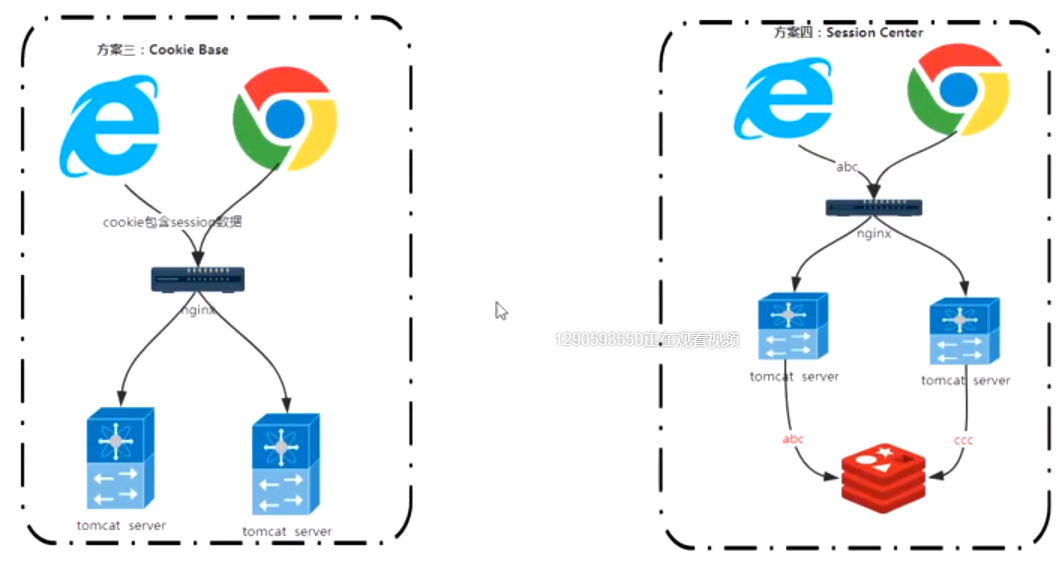 方案三：Cookie Base
cookie包含session数据
nginx
tomcat server
tomcat server
1290593550正在观看视频
方案四：Session Center
abc
nginx
tomcat server
tomcat server
abc
ccc